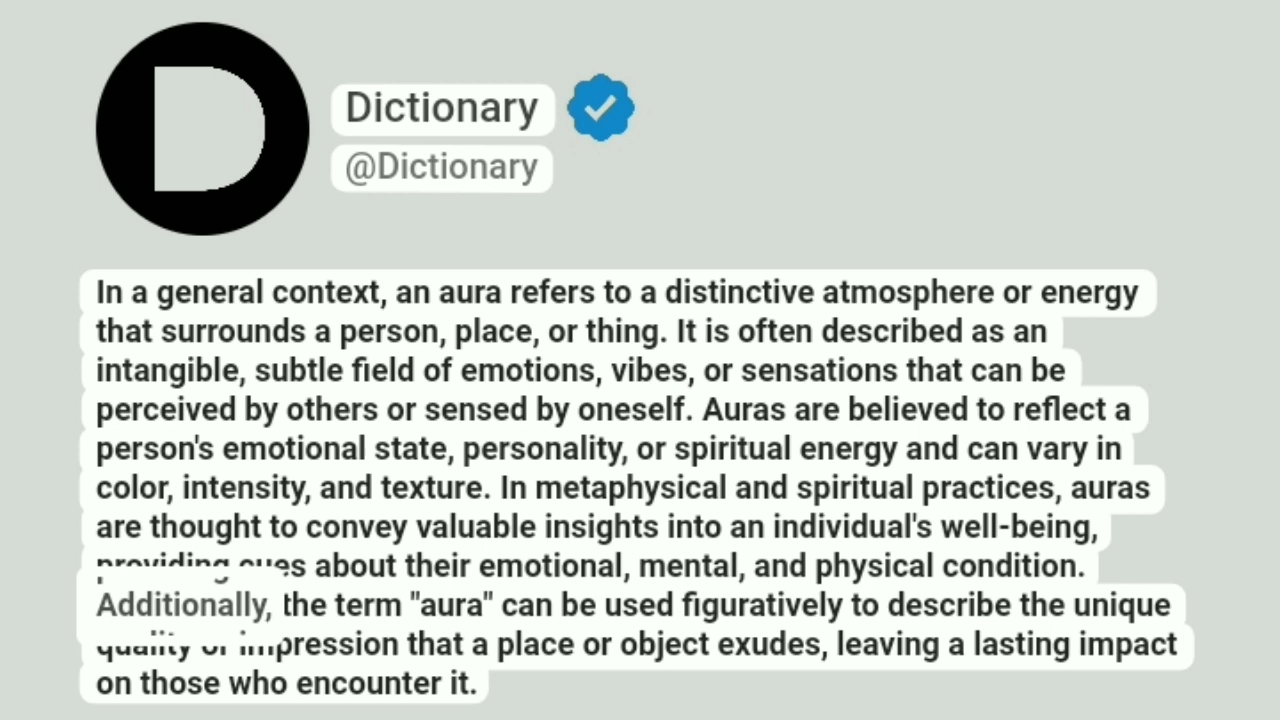 Dictionary
@Dictionary
In a general context, an aura refers to a distinctive atmosphere or energy
that surrounds a person, place, or thing. It is often described as an
intangible, subtle field of emotions, vibes, or sensations that can be
perceived by others or sensed by oneself. Auras are believed to reflect a
person's emotional state, personality, or spiritual energy and can vary in
color, intensity, and texture. In metaphysical and spiritual practices, auras
are thought to convey valuable insights into an individual's well-being,
providing cues about their emotional, mental, and physical condition.
Additionally, the term "aura" can be used figuratively to describe the unique
quality or impression that a place or object exudes, leaving a lasting impact
on those who encounter it.